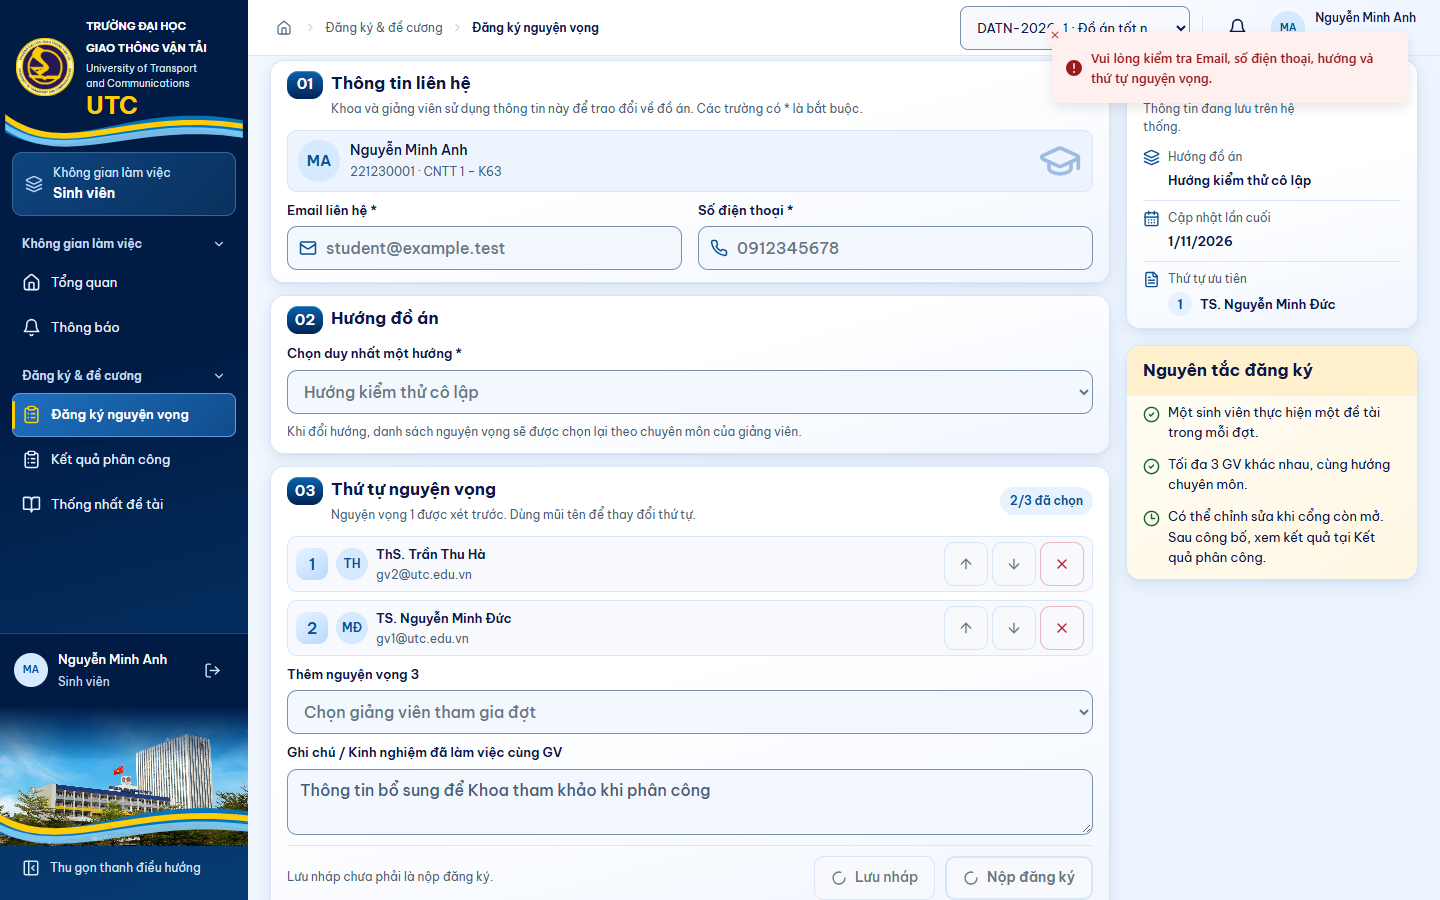 TRƯỜNG ĐẠI HỌC
GIAO THÔNG VẬN TẢI
University of Transport
and Communications
UTC
Không gian làm việc
Sinh viên
Không gian làm việc
Tổng quan
Thông báo
Đăng ký & đề cương
Đăng ký nguyện vọng
Kết quả phân công
Thống nhất đề tài
MA
Nguyễn Minh Anh
Sinh viên
Thu gọn thanh điều hướng
Đăng ký & đề cương
Đăng ký nguyện vọng
MA
Nguyễn Minh Anh
Vui lòng kiểm tra Email, số điện thoại, hướng và
thứ tự nguyện vọng.
01
Thông tin liên hệ
Khoa và giảng viên sử dụng thông tin này để trao đổi về đồ án. Các trường có * là bắt buộc.
MA
Nguyễn Minh Anh
221230001 · CNTT 1 – K63
Email liên hệ *
student@example.test
Số điện thoại *
0912345678
02
Hướng đồ án
Chọn duy nhất một hướng *
Hướng kiểm thử cô lập
Khi đổi hướng, danh sách nguyện vọng sẽ được chọn lại theo chuyên môn của giảng viên.
03
Thứ tự nguyện vọng
Nguyện vọng 1 được xét trước. Dùng mũi tên để thay đổi thứ tự.
2/3 đã chọn
1
TH
ThS. Trần Thu Hà
gv2@utc.edu.vn
2
MĐ
TS. Nguyễn Minh Đức
gv1@utc.edu.vn
Thêm nguyện vọng 3
Chọn giảng viên tham gia đợt
Ghi chú / Kinh nghiệm đã làm việc cùng GV
Thông tin bổ sung để Khoa tham khảo khi phân công
Lưu nháp chưa phải là nộp đăng ký.
Lưu nháp
Nộp đăng ký
Thông tin đang lưu trên hệ
thống.
Hướng đồ án
Hướng kiểm thử cô lập
Cập nhật lần cuối
1/11/2026
Thứ tự ưu tiên
1
TS. Nguyễn Minh Đức
Nguyên tắc đăng ký
Một sinh viên thực hiện một đề tài
trong mỗi đợt.
Tối đa 3 GV khác nhau, cùng hướng
chuyên môn.
Có thể chỉnh sửa khi cổng còn mở.
Sau công bố, xem kết quả tại Kết
quả phân công.